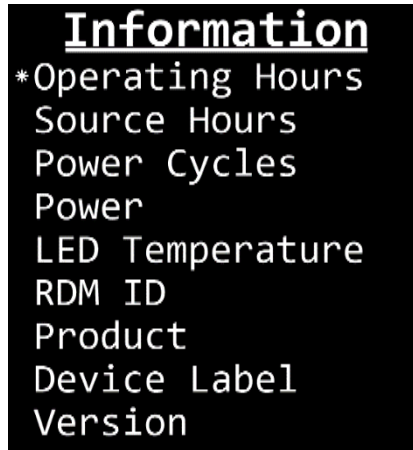 Information
*Operating Hours
Source Hours
Power Cycles
Power
LED Temperature
RDM ID
Product
Device Label
Version